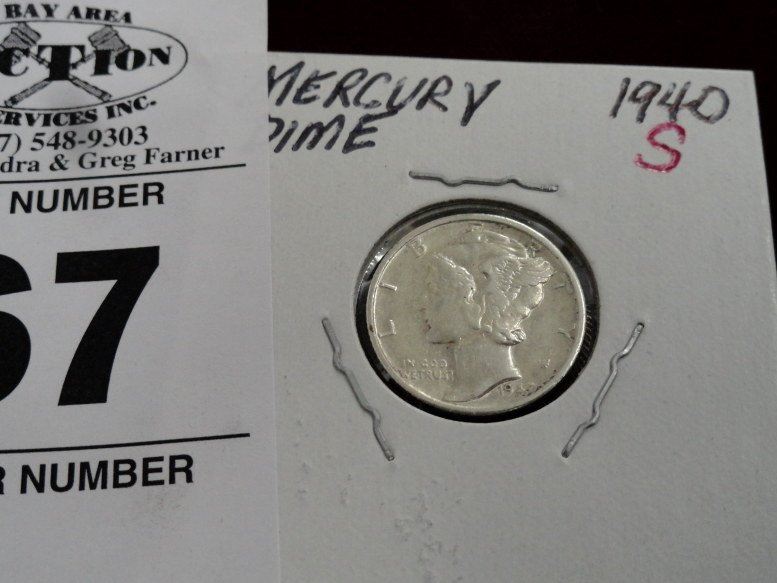 BAY AREA
CTION
SERVICES INC.
7) 548-9303
dra & Greg Farner
NUMBER
67
R NUMBER
MERCURY
DIME
1940
S
LIBERTY
IN GOD
WE TRUST
1940